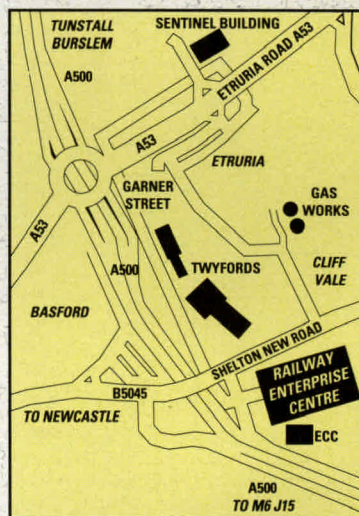 TUNSTALL
BURSLEM
SENTINEL BUILDING
A500
ETRURIA ROAD A53
A53
ETRURIA
GARNER
STREET
GAS
WORKS
A53
A500
TWYFORDS
CLIFF
VALE
BASFORD
SHELTON NEW ROAD
RAILWAY
ENTERPRISE
CENTRE
B5045
TO NEWCASTLE
ECC
A500
TO M6 J15